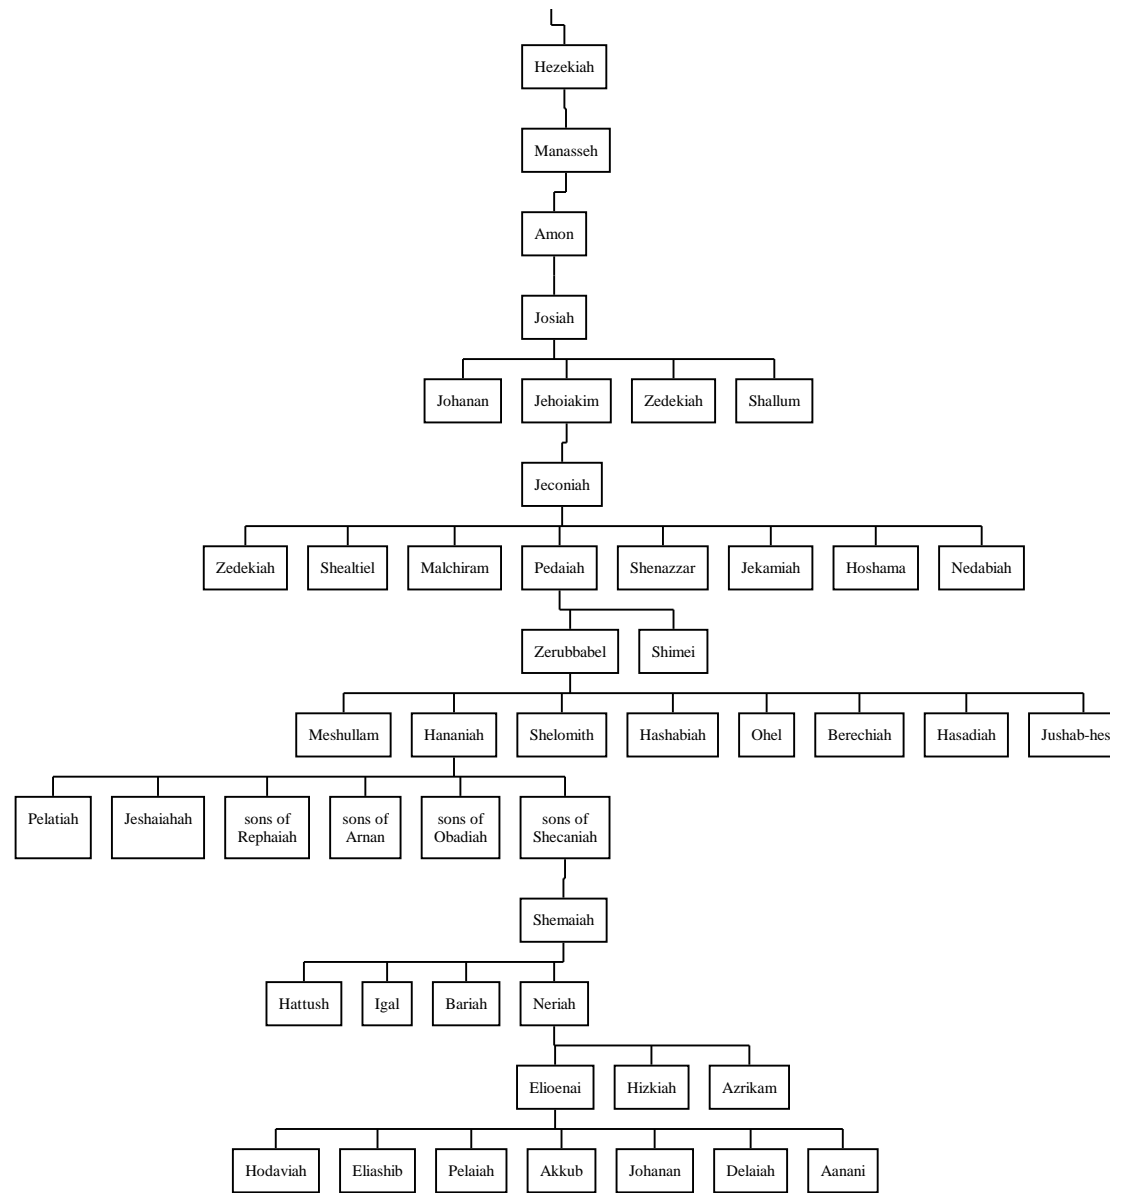 Hezekiah
Manasseh
Amon
Josiah
Johanan
Jehoiakim
Zedekiah
Shallum
Jeconiah
Zedekiah
Shealtiel
Malchiram
Pedaiah
Shenazzar
Jekamiah
Hoshama
Nedabiah
Zerubbabel
Shimei
Meshullam
Hananiah
Shelomith
Hashabiah
Ohel
Berechiah
Hasadiah
Jushab-hes
Pelatiah
Jeshaiahah
sons of
Rephaiah
sons of
Arnan
sons of
Obadiah
sons of
Shecaniah
Shemaiah
Hattush
Igal
Bariah
Neriah
Elioenai
Hizkiah
Azrikam
Hodaviah
Eliashib
Pelaiah
Akkub
Johanan
Delaiah
Aanani